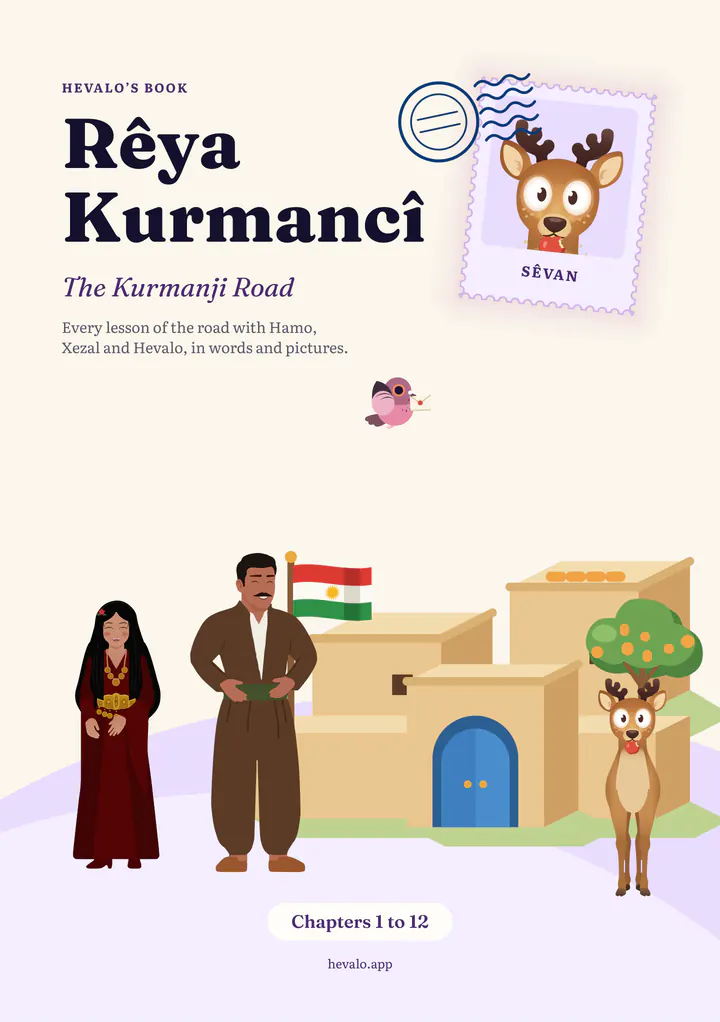 HEVALO’S BOOK
Rêya
Kurmancî
The Kurmanji Road
Every lesson of the road with Hamo,
Xezal and Hevalo, in words and pictures.
SÊVAN
Chapters 1 to 12
hevalo.app